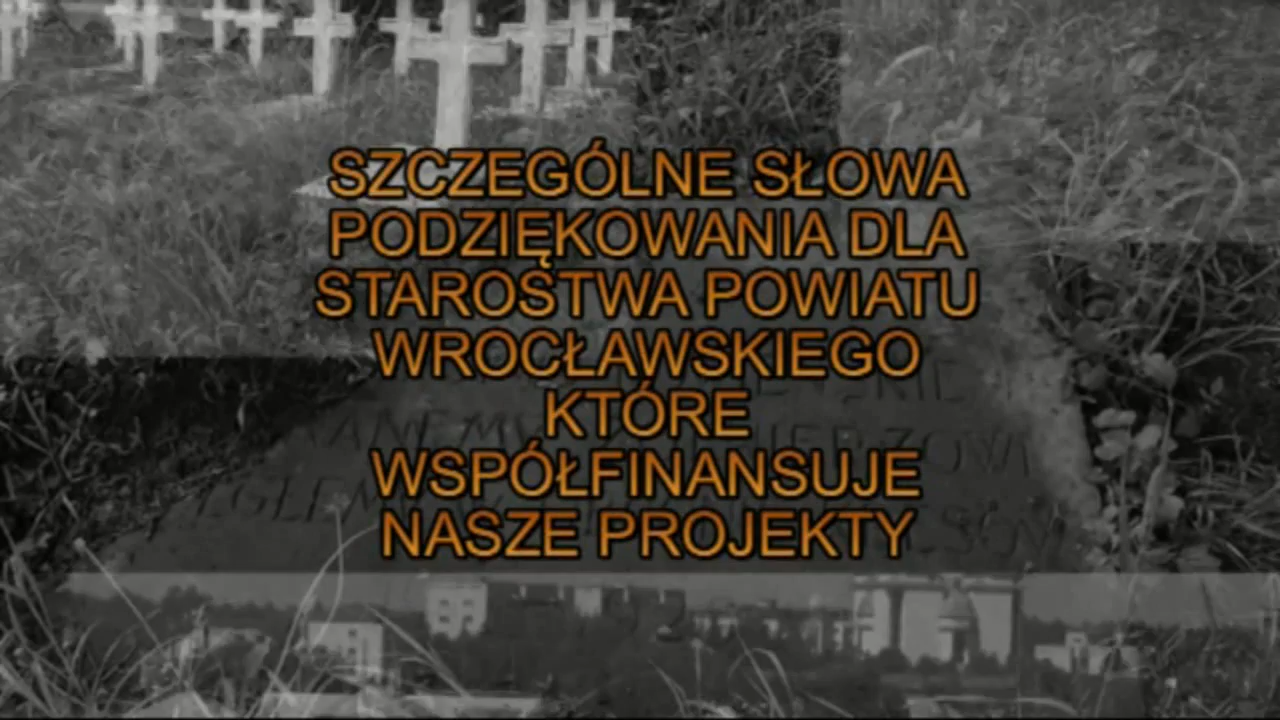 SZCZEGÓLNE SŁOWA
PODZIĘKOWANIA DLA
STAROSTWA POWIATU
WROCŁAWSKIEGO
KTÓRE
WSPÓŁFINANSUJE
NASZE PROJEKTY